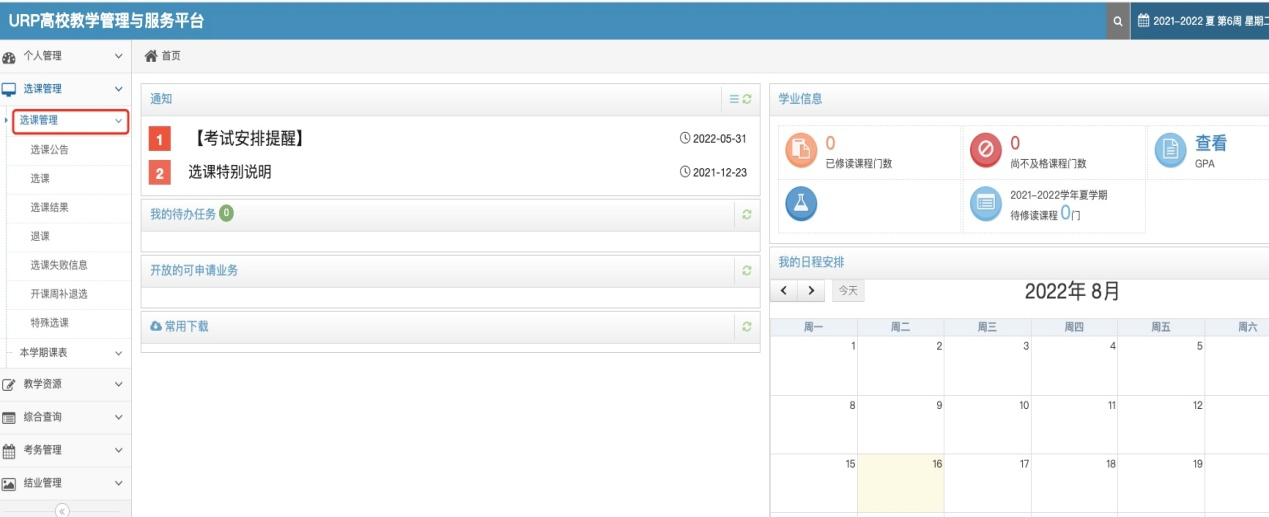 URP高校教学管理与服务平台
2021-2022 夏 第6周 星期二
个人管理
首页
选课管理
选课管理
选课公告
选课
选课结果
退课
选课失败信息
开课周补退选
特殊选课
本学期课表
教学资源
综合查询
考务管理
结业管理
通知
1 【考试安排提醒】 2022-05-31
2 选课特别说明 2021-12-23
我的待办任务 0
开放的可申请业务
常用下载
学业信息
0
已修读课程门数
0
尚不及格课程门数
查看
GPA
2021-2022学年夏学期
待修读课程 0门
我的日程安排
今天
2022年 8月
周一 周二 周三 周四 周五 周六
1 2 3 4 5
8 9 10 11 12
15 16 17 18 19